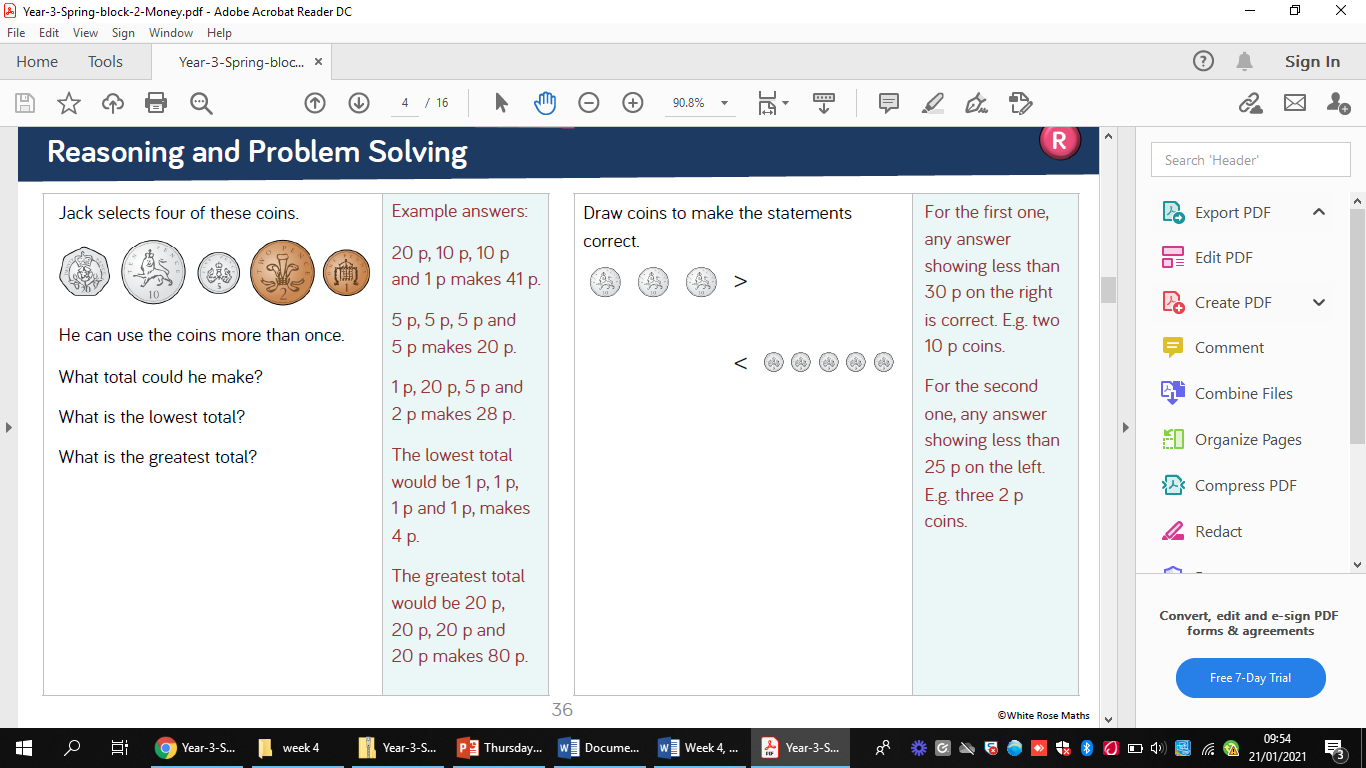 Year-3-Spring-block-2-Money.pdf - Adobe Acrobat Reader DC
File Edit View Sign Window Help
Home Tools Year-3-Spring-bloc... × Sign In
4 / 16 90.8%
Reasoning and Problem Solving
R
Jack selects four of these coins.
10 5 2 1
He can use the coins more than once.
What total could he make?
What is the lowest total?
What is the greatest total?
Example answers:
20 p, 10 p, 10 p
and 1 p makes 41 p.
5 p, 5 p, 5 p and
5 p makes 20 p.
1 p, 20 p, 5 p and
2 p makes 28 p.
The lowest total
would be 1 p, 1 p,
1 p and 1 p, makes
4 p.
The greatest total
would be 20 p,
20 p, 20 p and
20 p makes 80 p.
Draw coins to make the statements
correct.
10 10 10 >
<
For the first one,
any answer
showing less than
30 p on the right
is correct. E.g. two
10 p coins.
For the second
one, any answer
showing less than
25 p on the left.
E.g. three 2 p
coins.
36
©White Rose Maths
Search 'Header'
Export PDF
Edit PDF
Create PDF
Comment
Combine Files
Organize Pages
Compress PDF
Redact
Convert, edit and e-sign PDF
forms & agreements
Free 7-Day Trial
Year-3-S... week 4 Year-3-S... Thursday... Docume... Week 4, ... Year-3-S...
09:54
21/01/2021
3